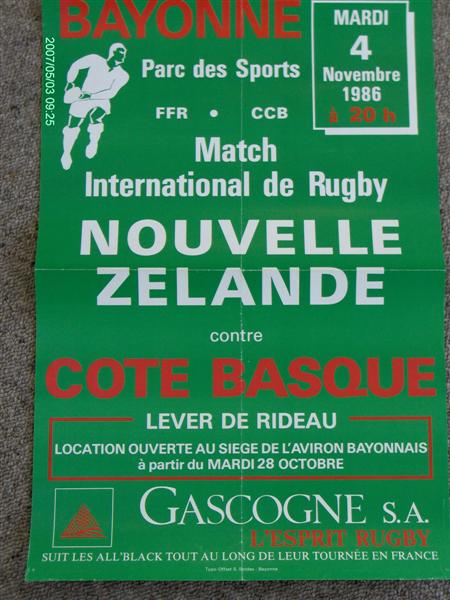 BAYONNE
MARDI
4
Novembre
1986
à 20 h
Parc des Sports
FFR • CCB
Match
International de Rugby
NOUVELLE
ZELANDE
contre
COTE BASQUE
LEVER DE RIDEAU
LOCATION OUVERTE AU SIEGE DE L'AVIRON BAYONNAIS
à partir du MARDI 28 OCTOBRE
GASCOGNE S.A.
L'ESPRIT RUGBY
SUIT LES ALL'BLACK TOUT AU LONG DE LEUR TOURNÉE EN FRANCE
2007/05/03 09:25